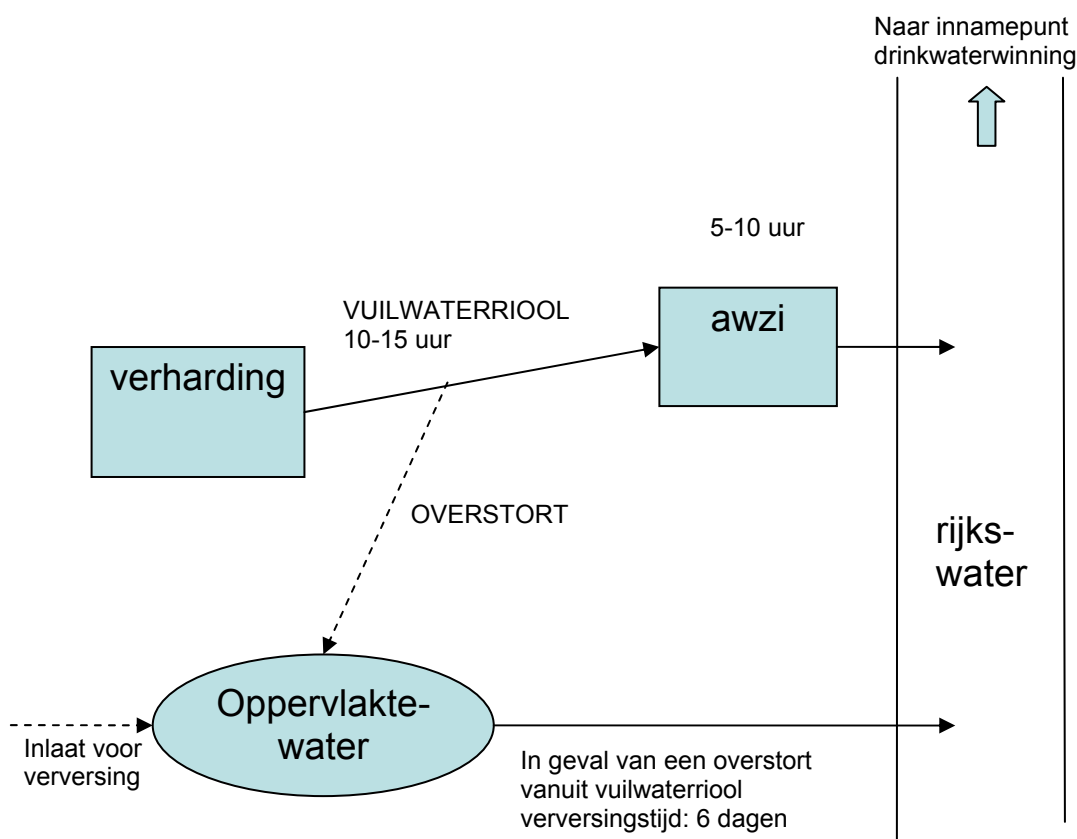 Naar innamepunt
drinkwaterwinning
5-10 uur
VUILWATERRIOOL
10-15 uur
awzi
verharding
OVERSTORT
rijks-
water
Oppervlakte-
water
Inlaat voor
verversing
In geval van een overstort
vanuit vuilwaterriool
verversingstijd: 6 dagen